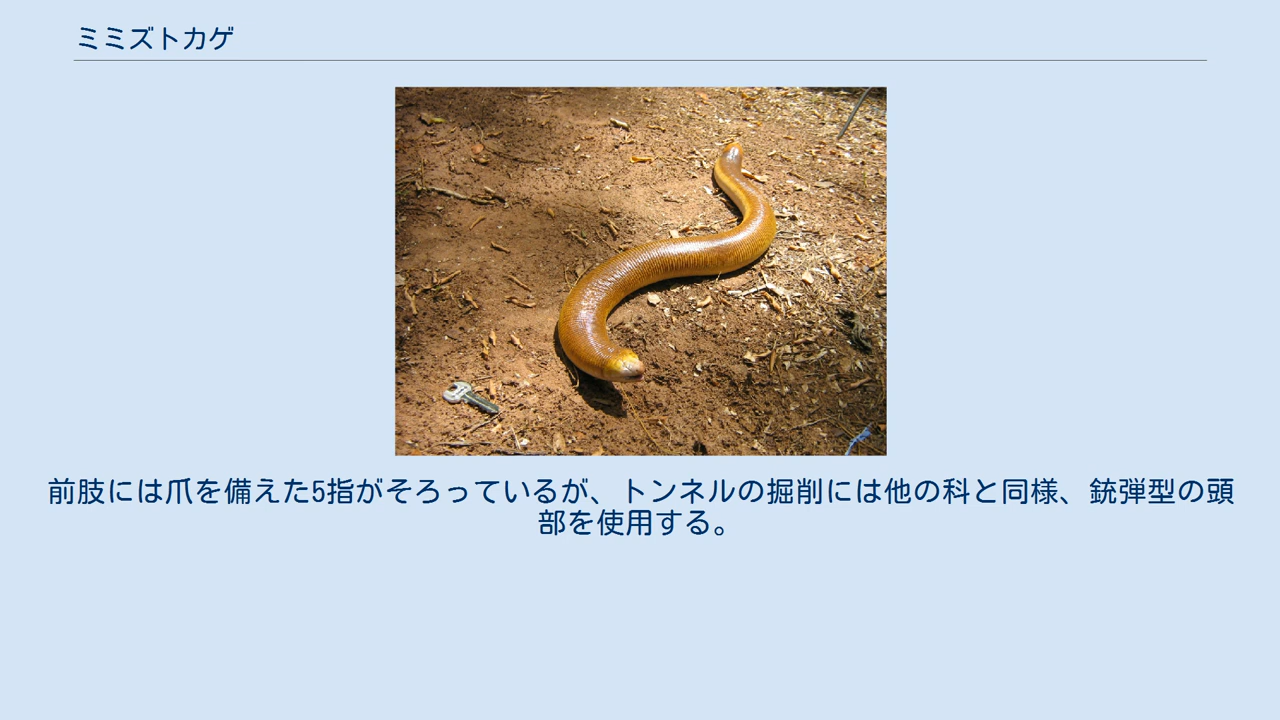 ミミズトカゲ
前肢には爪を備えた5指がそろっているが、トンネルの掘削には他の科と同様、銃弾型の頭
部を使用する。